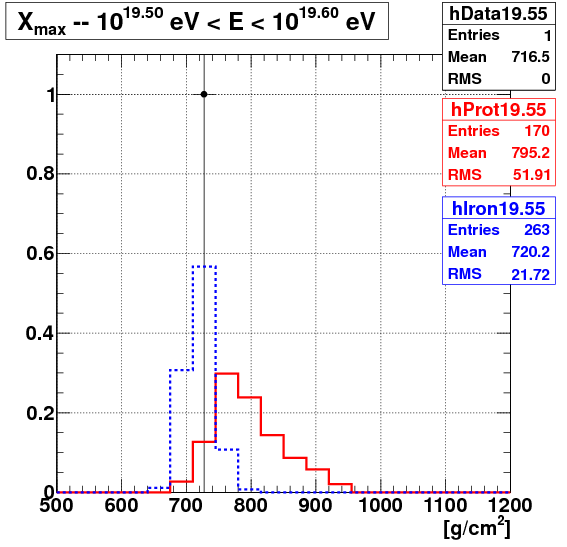 X_max -- 10^19.50 eV < E < 10^19.60 eV
hData19.55
Entries 1
Mean 716.5
RMS 0
hProt19.55
Entries 170
Mean 795.2
RMS 51.91
hIron19.55
Entries 263
Mean 720.2
RMS 21.72
1
0.8
0.6
0.4
0.2
0
500 600 700 800 900 1000 1100 1200
[g/cm²]